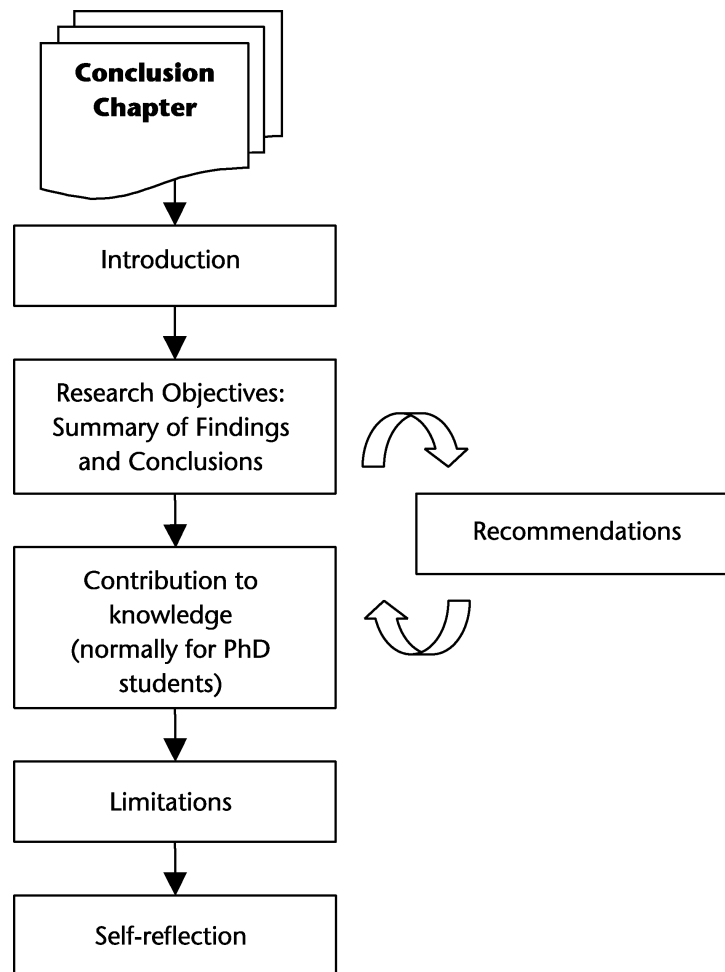 Conclusion
Chapter
Introduction
Research Objectives:
Summary of Findings
and Conclusions
Recommendations
Contribution to
knowledge
(normally for PhD
students)
Limitations
Self-reflection